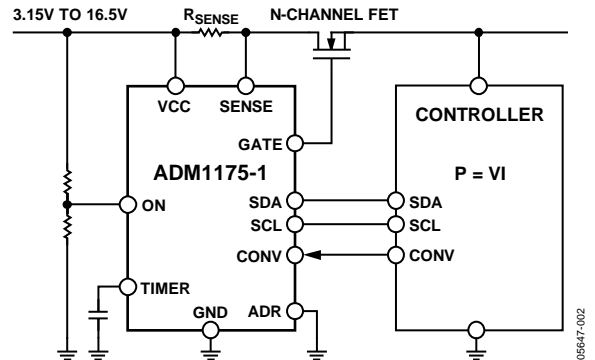 3.15V TO 16.5V
RSENSE
N-CHANNEL FET
VCC
SENSE
CONTROLLER
GATE
ADM1175-1
P = VI
ON
SDA
SDA
SCL
SCL
CONV
CONV
TIMER
GND
ADR
05647-002